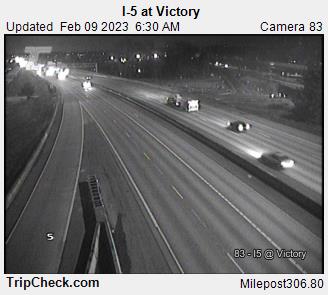 I-5 at Victory
Updated  Feb 09 2023  6:30 AM
Camera 83
S
83 - I5 @ Victory
TripCheck.com
Milepost306.80